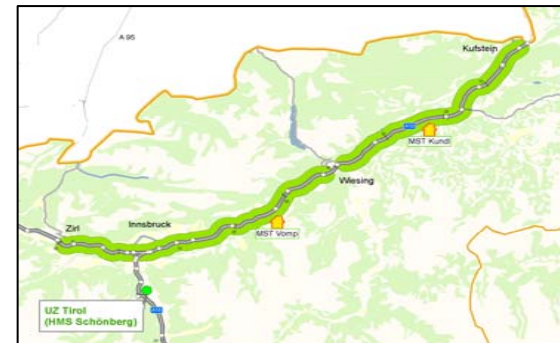 A 95
Kufstein
MST Kundl
Wiesing
Innsbruck
Zirl
MST Vomp
UZ Tirol
(HMS Schönberg)